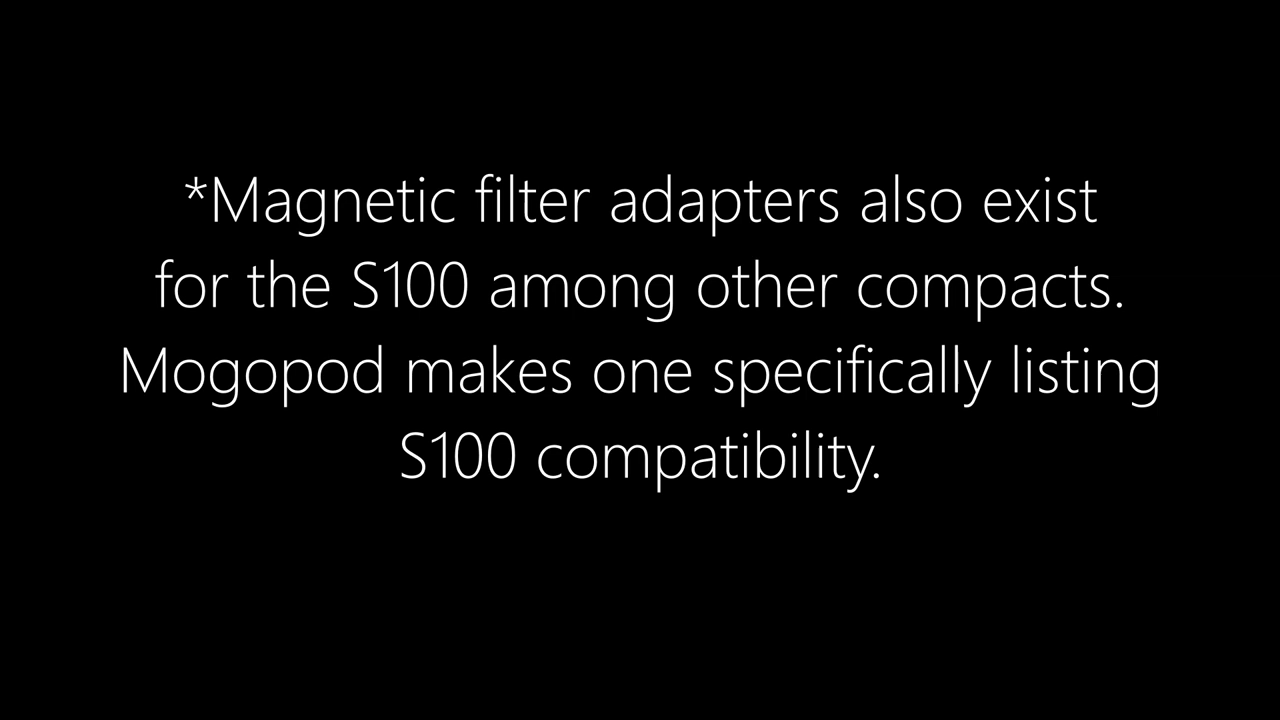 *Magnetic filter adapters also exist
for the S100 among other compacts.
Mogopod makes one specifically listing
S100 compatibility.